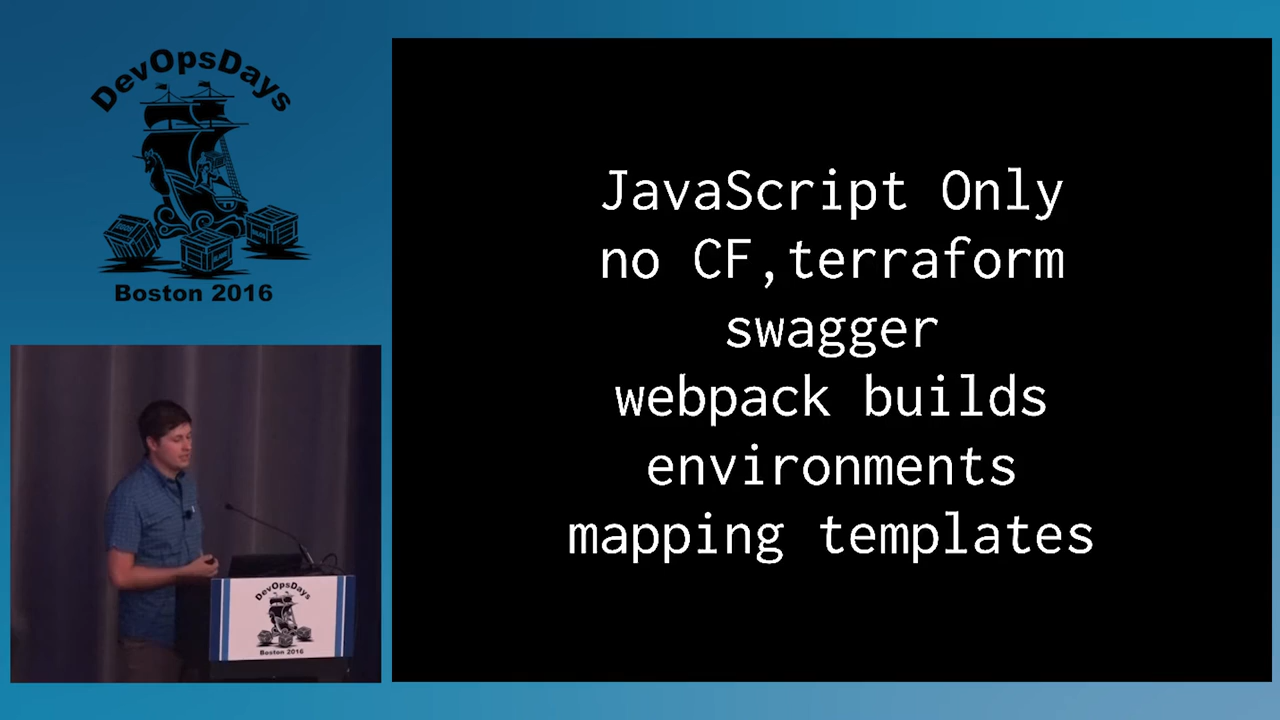 DevOpsDays
Boston 2016
JavaScript Only
no CF,terraform
swagger
webpack builds
environments
mapping templates
DevOpsDays
Boston 2016